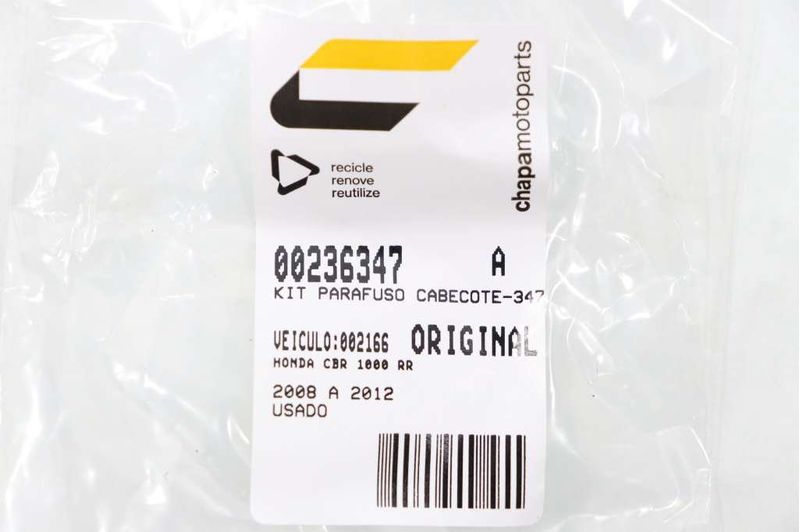 chapamotoparts
recicle
renove
reutilize
00236347 A
KIT PARAFUSO CABECOTE-347
VEICULO:002166 ORIGINAL
HONDA CBR 1000 RR
2008 A 2012
USADO